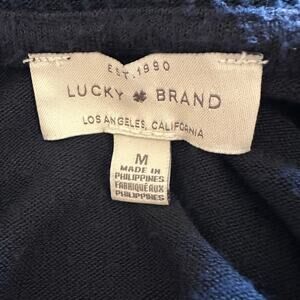 EST. 1990
LUCKY BRAND
LOS ANGELES, CALIFORNIA
M
MADE IN
PHILIPPINES
FABRIQUÉ AUX
PHILIPPINES